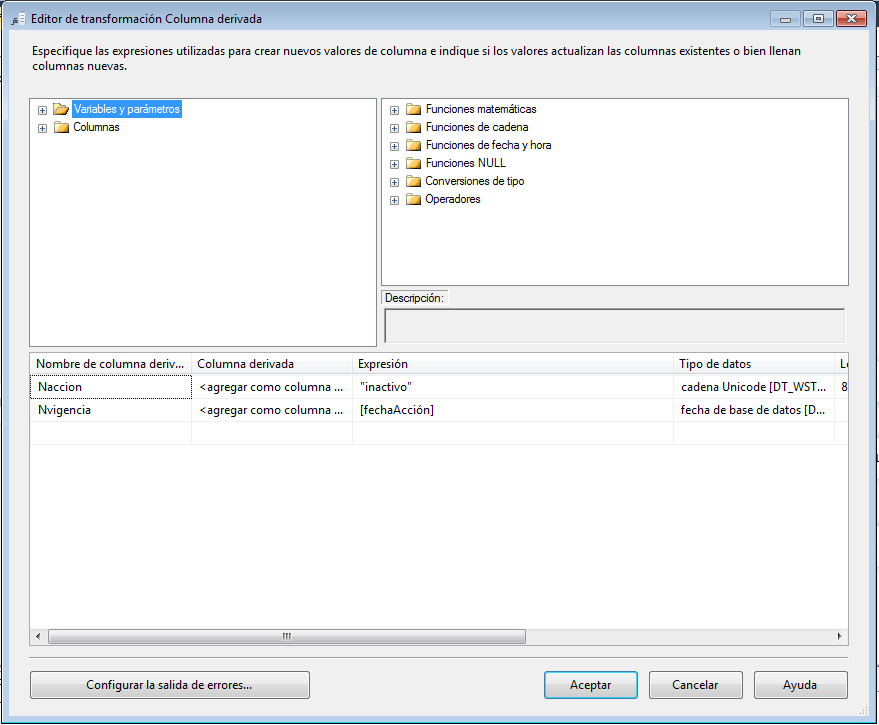 Editor de transformación Columna derivada
Especifique las expresiones utilizadas para crear nuevos valores de columna e indique si los valores actualizan las columnas existentes o bien llenan
columnas nuevas.
Variables y parámetros
Columnas
Funciones matemáticas
Funciones de cadena
Funciones de fecha y hora
Funciones NULL
Conversiones de tipo
Operadores
Descripción:
Nombre de columna deriv... Columna derivada Expresión Tipo de datos Lo
Naccion <agregar como columna ... "inactivo" cadena Unicode [DT_WST... 8
Nvigencia <agregar como columna ... [fechaAcción] fecha de base de datos [D...
Configurar la salida de errores... Aceptar Cancelar Ayuda